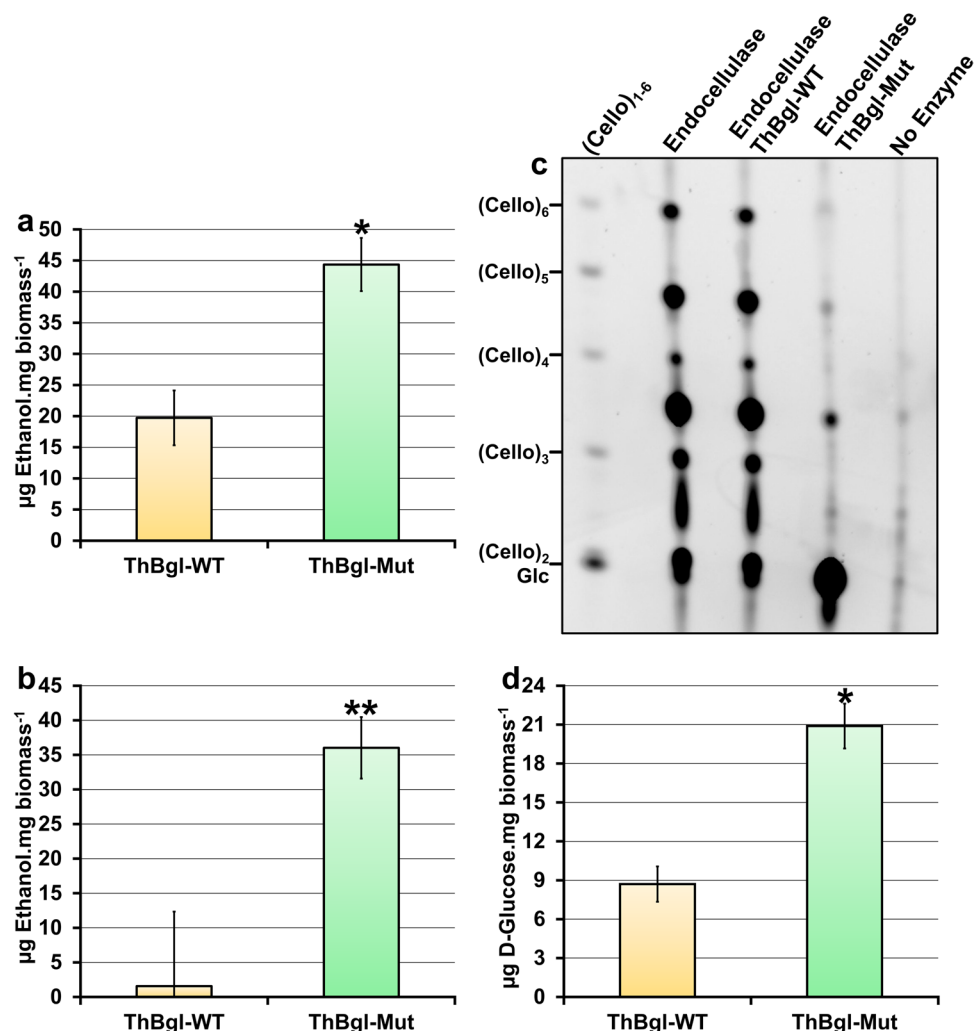 a
µg Ethanol.mg biomass⁻¹
50
45
40
35
30
25
20
15
10
5
0
*
ThBgl-WT
ThBgl-Mut
c
(Cello)₁₋₆
Endocellulase
Endocellulase
ThBgl-WT
Endocellulase
ThBgl-Mut
No Enzyme
(Cello)₆
(Cello)₅
(Cello)₄
(Cello)₃
(Cello)₂
Glc
b
µg Ethanol.mg biomass⁻¹
45
40
35
30
25
20
15
10
5
0
**
ThBgl-WT
ThBgl-Mut
d
µg D-Glucose.mg biomass⁻¹
24
21
18
15
12
9
6
3
0
*
ThBgl-WT
ThBgl-Mut